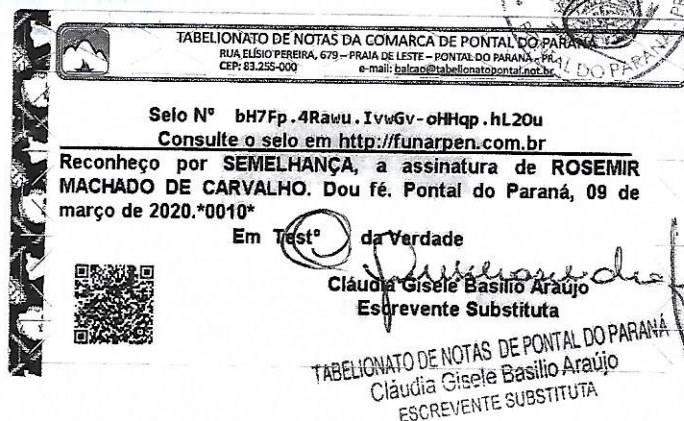 TABELIONATO DE NOTAS DA COMARCA DE PONTAL DO PARANÁ
RUA ELÍSIO PEREIRA, 679 – PRAIA DE LESTE – PONTAL DO PARANÁ – PR
CEP: 83.255-000 e-mail: balcao@tabelionatopontal.not.br
AL DO PARANÁ
Selo Nº bH7Fp.4Rawu.IvwGv-oHHqp.hL2Ou
Consulte o selo em http://funarpen.com.br
Reconheço por SEMELHANÇA, a assinatura de ROSEMIR
MACHADO DE CARVALHO. Dou fé. Pontal do Paraná, 09 de
março de 2020.*0010*
Em Testº da Verdade
Cláudia Gisele Basilio Araújo
Escrevente Substituta
TABELIONATO DE NOTAS DE PONTAL DO PARANÁ
Cláudia Gisele Basilio Araújo
ESCREVENTE SUBSTITUTA